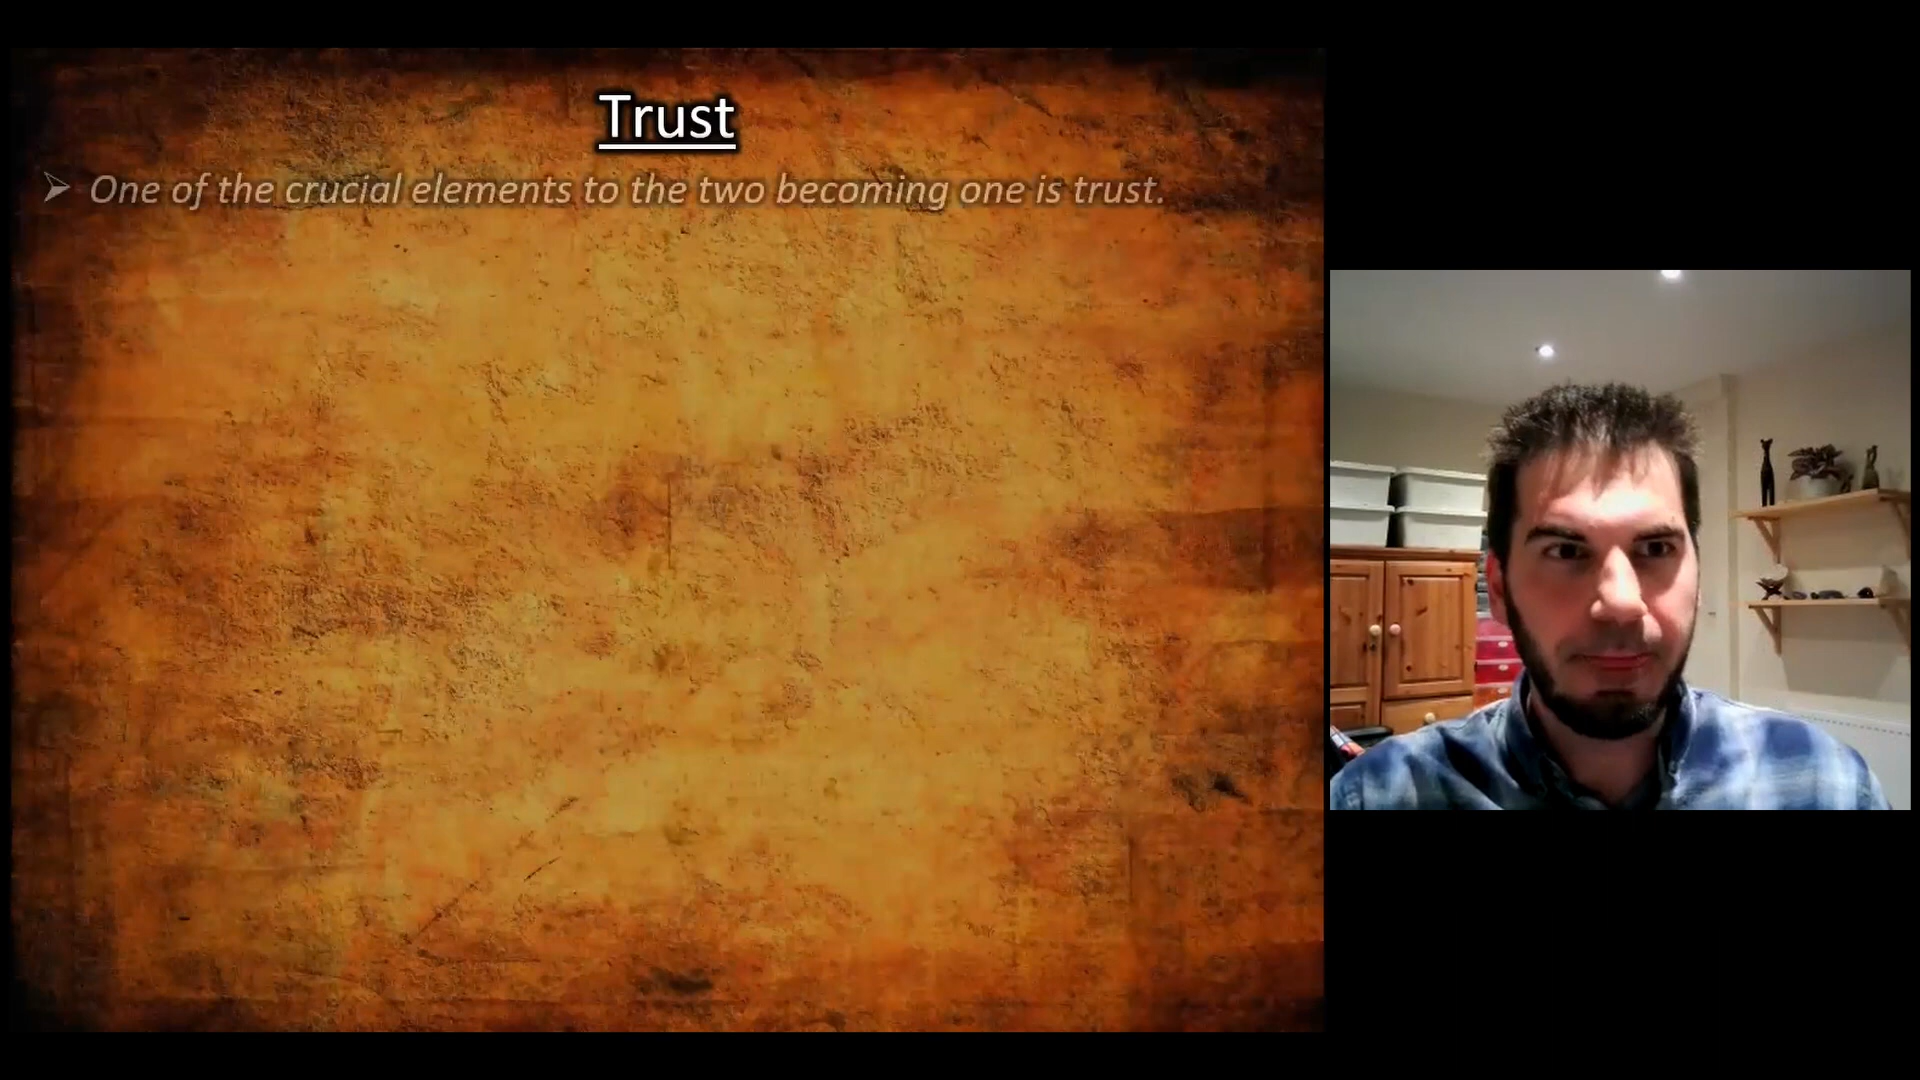 Trust
➢ One of the crucial elements to the two becoming one is trust.